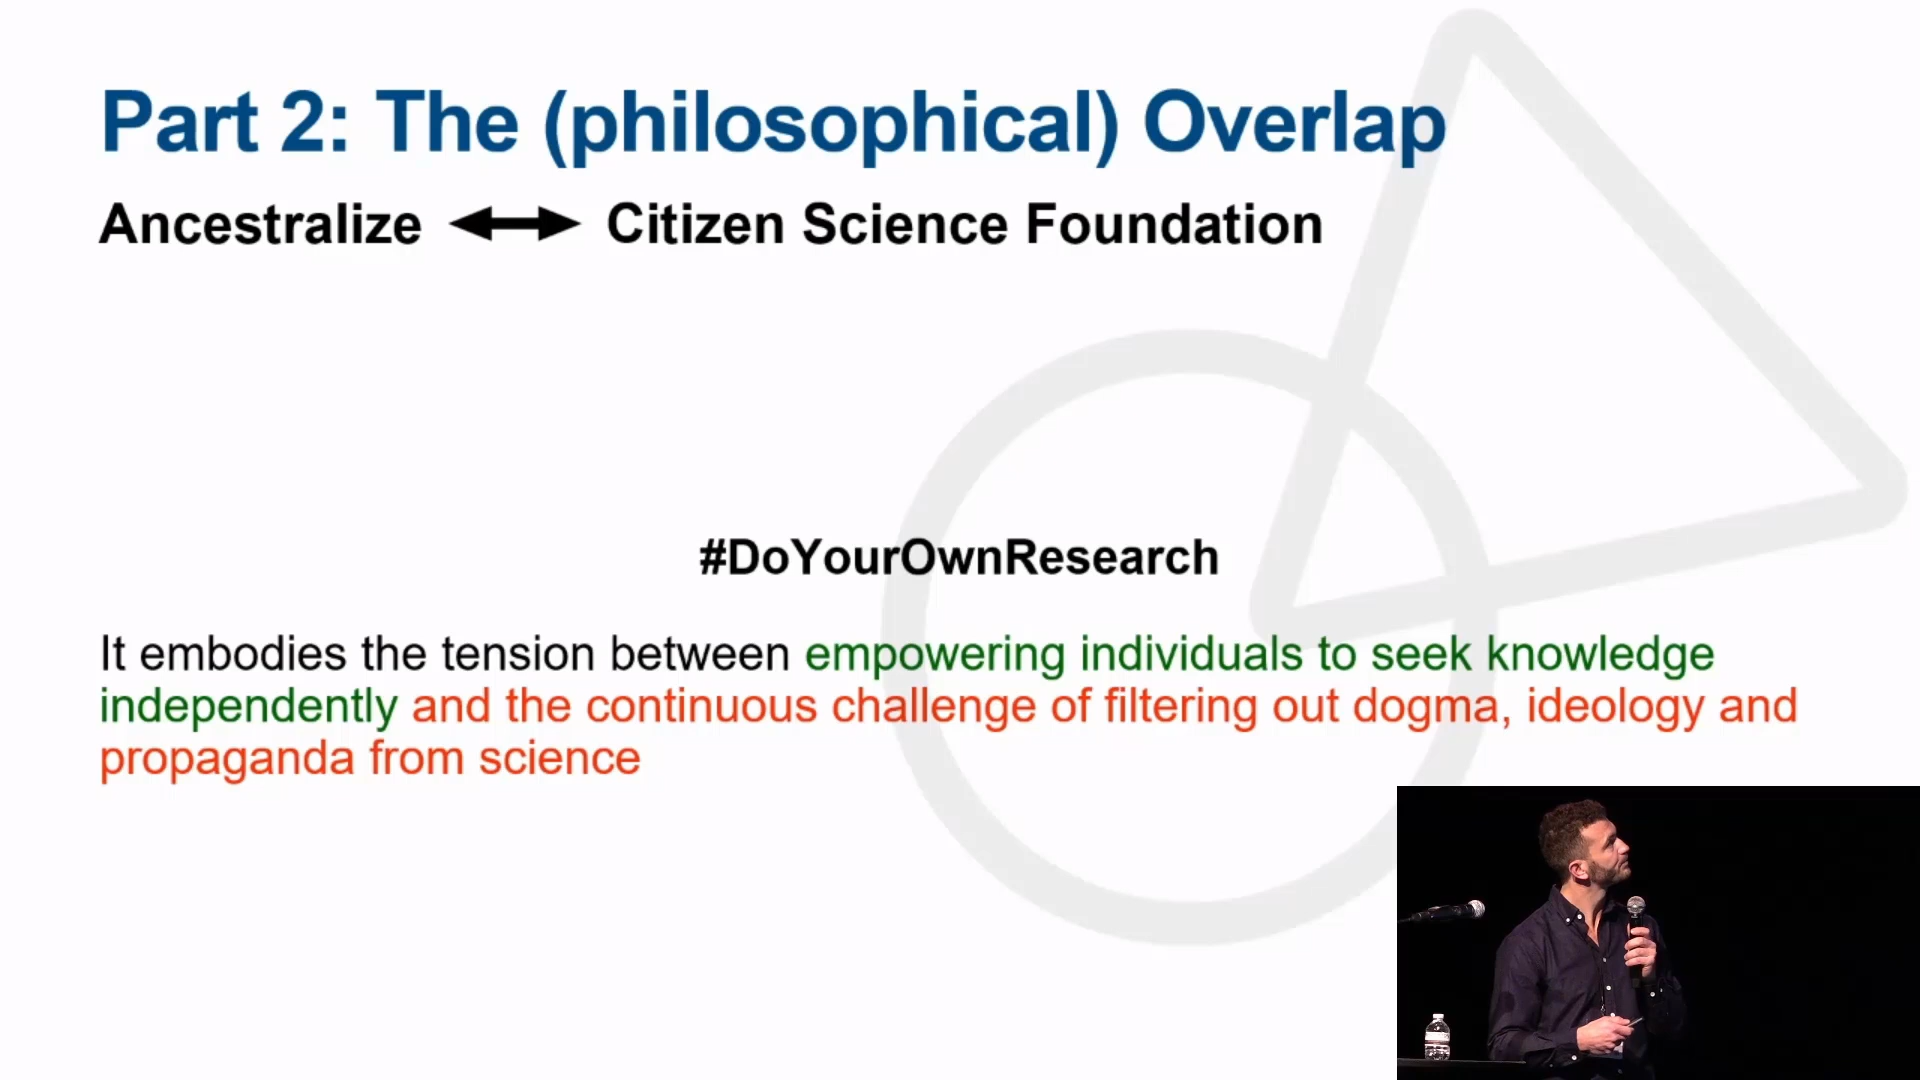 Part 2: The (philosophical) Overlap
Ancestralize ⟷ Citizen Science Foundation
#DoYourOwnResearch
It embodies the tension between empowering individuals to seek knowledge
independently and the continuous challenge of filtering out dogma, ideology and
propaganda from science